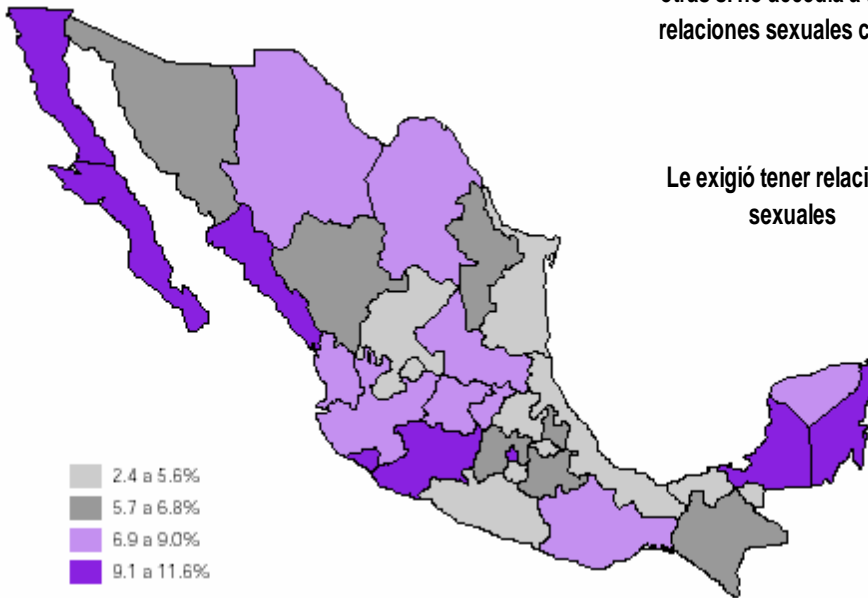 relaciones sexuales
Le exigió tener
sexuales
2.4 a 5.6%
5.7 a 6.8%
6.9 a 9.0%
9.1 a 11.6%